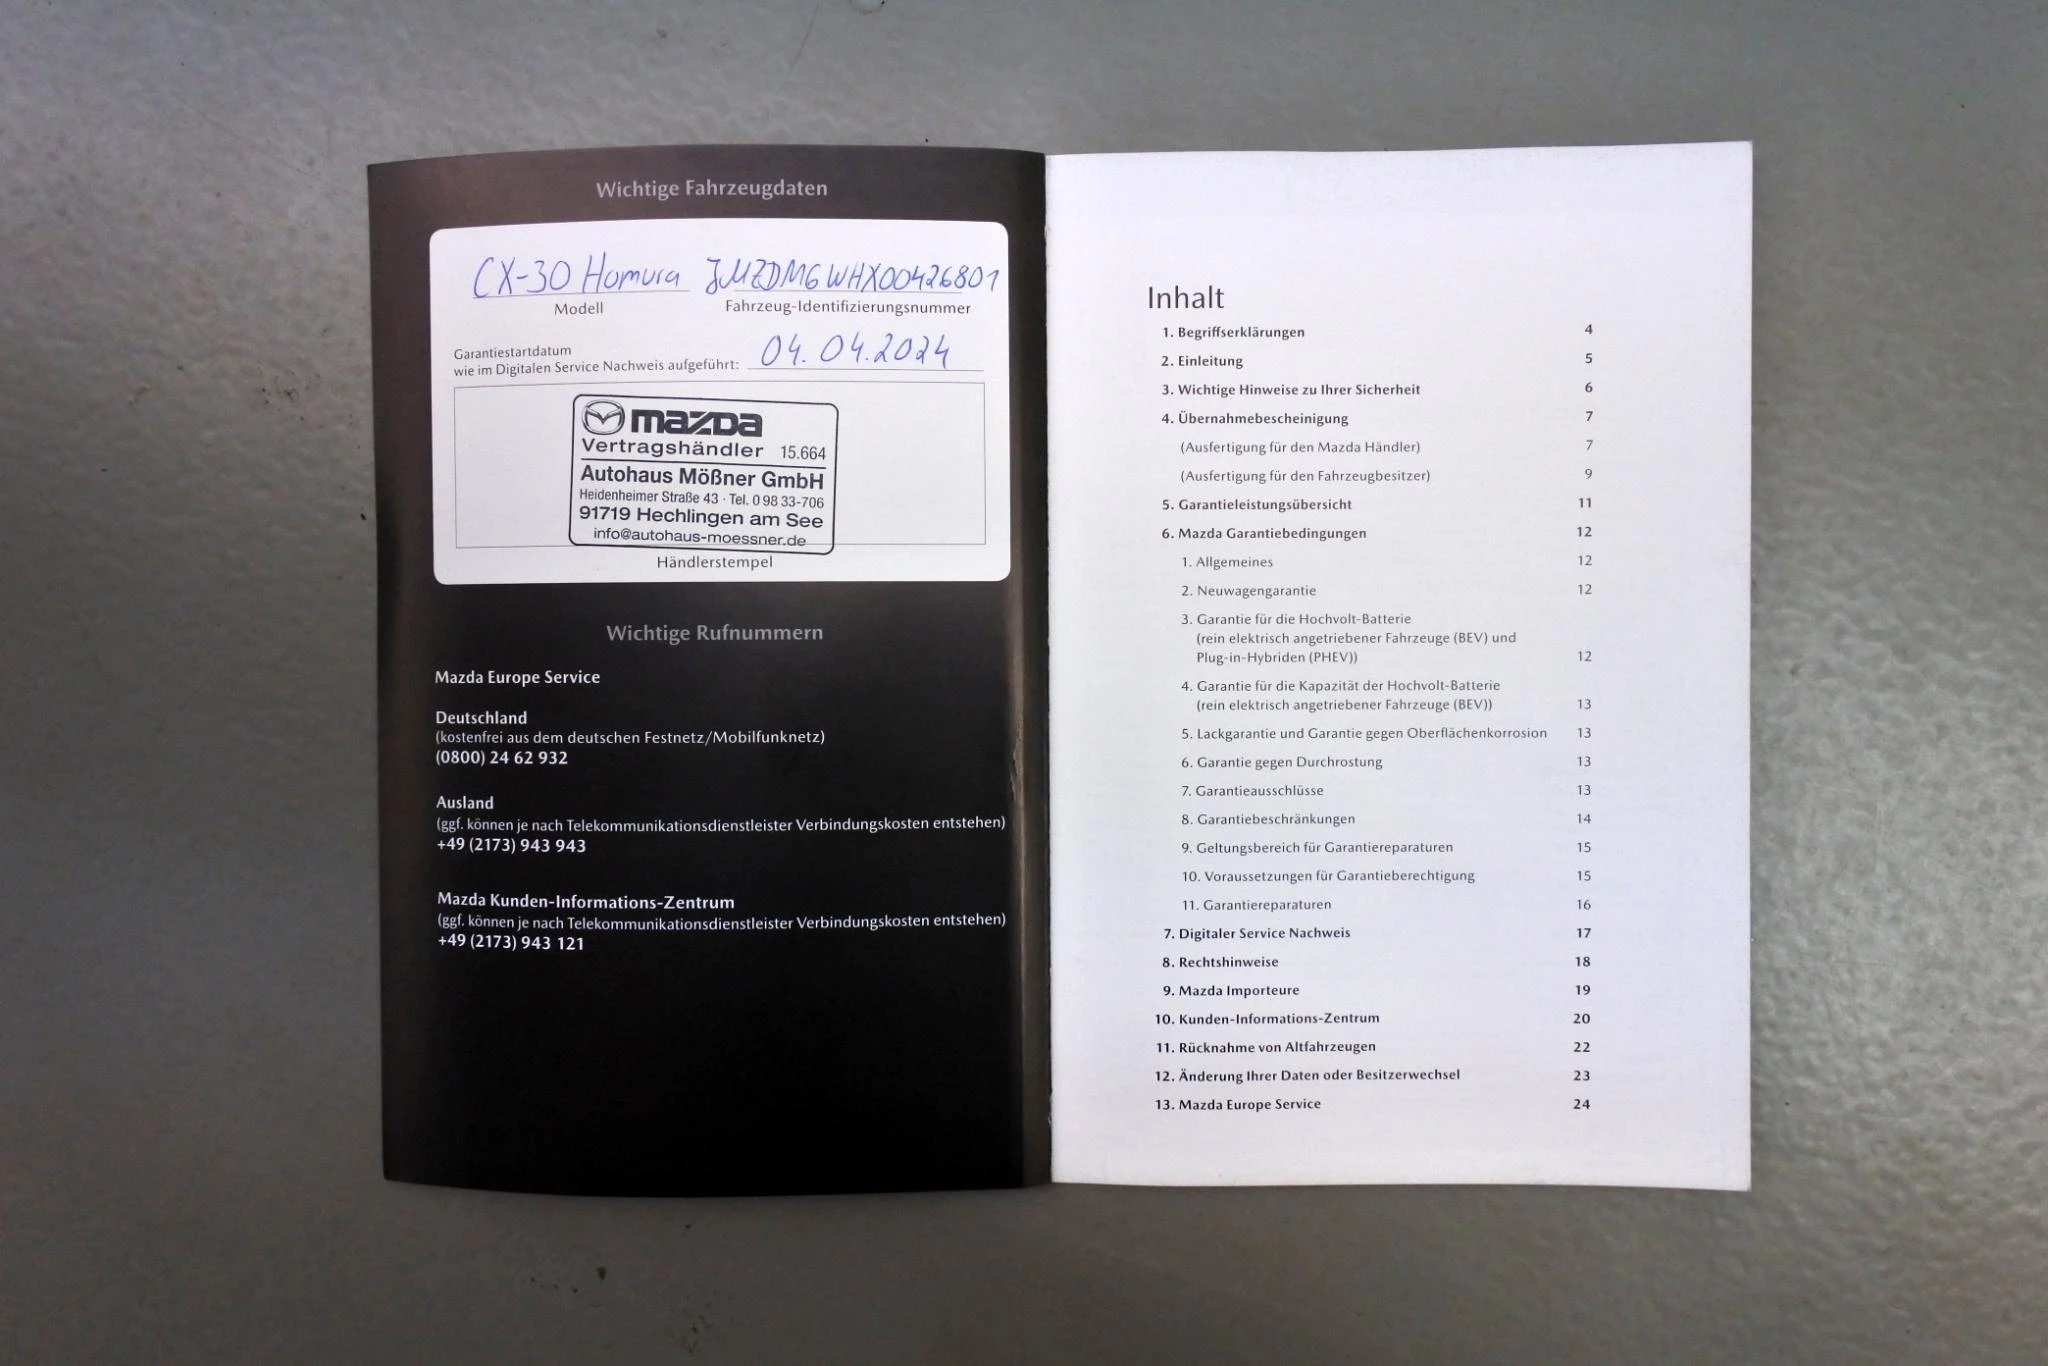 Wichtige Fahrzeugdaten
CX-30 Homura JMZDM6WHX00426801
Modell Fahrzeug-Identifizierungsnummer
Garantiestartdatum
wie im Digitalen Service Nachweis aufgeführt: 04.04.2024
mazda
Vertragshändler 15.664
Autohaus Mößner GmbH
Heidenheimer Straße 43 · Tel. 0 98 33-706
91719 Hechlingen am See
info@autohaus-moessner.de
Händlerstempel
Wichtige Rufnummern
Mazda Europe Service
Deutschland
(kostenfrei aus dem deutschen Festnetz/Mobilfunknetz)
(0800) 24 62 932
Ausland
(ggf. können je nach Telekommunikationsdienstleister Verbindungskosten entstehen)
+49 (2173) 943 943
Mazda Kunden-Informations-Zentrum
(ggf. können je nach Telekommunikationsdienstleister Verbindungskosten entstehen)
+49 (2173) 943 121
Inhalt
1. Begriffserklärungen 4
2. Einleitung 5
3. Wichtige Hinweise zu Ihrer Sicherheit 6
4. Übernahmebescheinigung 7
(Ausfertigung für den Mazda Händler) 7
(Ausfertigung für den Fahrzeugbesitzer) 9
5. Garantieleistungsübersicht 11
6. Mazda Garantiebedingungen 12
1. Allgemeines 12
2. Neuwagengarantie 12
3. Garantie für die Hochvolt-Batterie
(rein elektrisch angetriebener Fahrzeuge (BEV) und
Plug-in-Hybriden (PHEV)) 12
4. Garantie für die Kapazität der Hochvolt-Batterie
(rein elektrisch angetriebener Fahrzeuge (BEV)) 13
5. Lackgarantie und Garantie gegen Oberflächenkorrosion 13
6. Garantie gegen Durchrostung 13
7. Garantieausschlüsse 13
8. Garantiebeschränkungen 14
9. Geltungsbereich für Garantiereparaturen 15
10. Voraussetzungen für Garantieberechtigung 15
11. Garantiereparaturen 16
7. Digitaler Service Nachweis 17
8. Rechtshinweise 18
9. Mazda Importeure 19
10. Kunden-Informations-Zentrum 20
11. Rücknahme von Altfahrzeugen 22
12. Änderung Ihrer Daten oder Besitzerwechsel 23
13. Mazda Europe Service 24